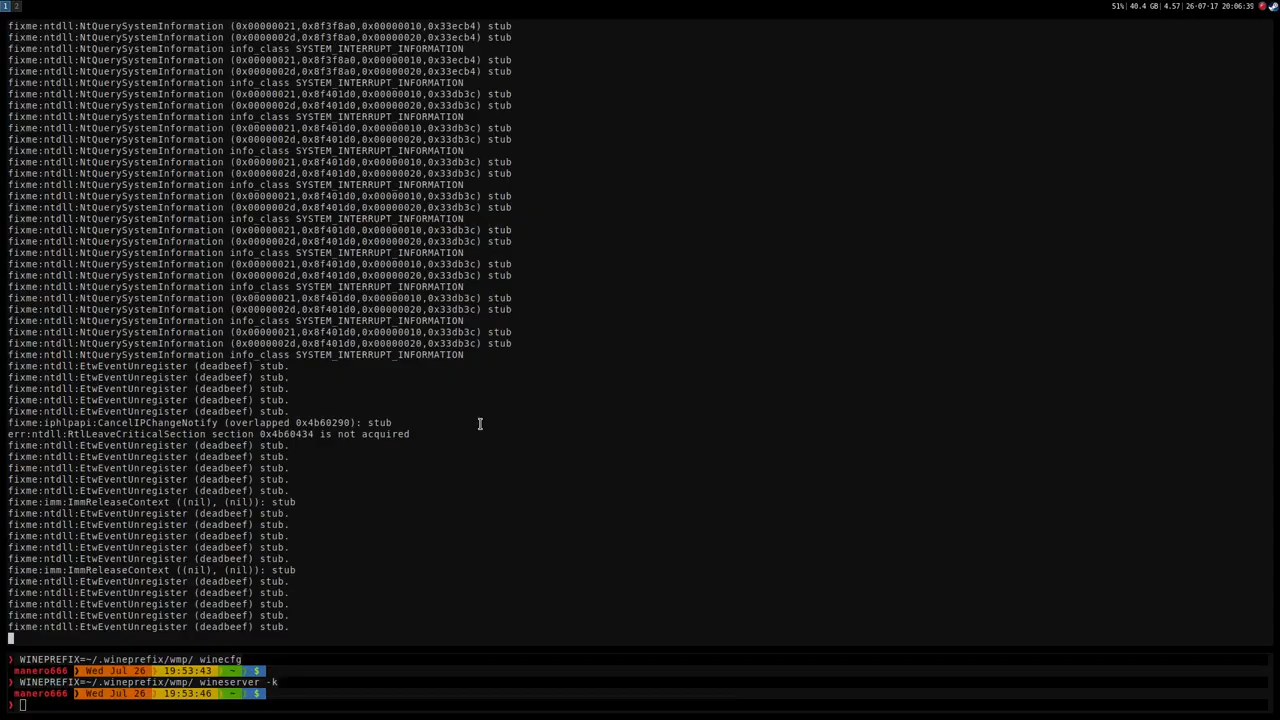 1 2
51%| 40.4 GB| 4.57| 26-07-17 20:06:39
fixme:ntdll:NtQuerySystemInformation (0x00000021,0x8f3f8a0,0x00000010,0x33ecb4) stub
fixme:ntdll:NtQuerySystemInformation (0x0000002d,0x8f3f8a0,0x00000020,0x33ecb4) stub
fixme:ntdll:NtQuerySystemInformation info_class SYSTEM_INTERRUPT_INFORMATION
fixme:ntdll:NtQuerySystemInformation (0x00000021,0x8f3f8a0,0x00000010,0x33ecb4) stub
fixme:ntdll:NtQuerySystemInformation (0x0000002d,0x8f3f8a0,0x00000020,0x33ecb4) stub
fixme:ntdll:NtQuerySystemInformation info_class SYSTEM_INTERRUPT_INFORMATION
fixme:ntdll:NtQuerySystemInformation (0x00000021,0x8f401d0,0x00000010,0x33db3c) stub
fixme:ntdll:NtQuerySystemInformation (0x0000002d,0x8f401d0,0x00000020,0x33db3c) stub
fixme:ntdll:NtQuerySystemInformation info_class SYSTEM_INTERRUPT_INFORMATION
fixme:ntdll:NtQuerySystemInformation (0x00000021,0x8f401d0,0x00000010,0x33db3c) stub
fixme:ntdll:NtQuerySystemInformation (0x0000002d,0x8f401d0,0x00000020,0x33db3c) stub
fixme:ntdll:NtQuerySystemInformation info_class SYSTEM_INTERRUPT_INFORMATION
fixme:ntdll:NtQuerySystemInformation (0x00000021,0x8f401d0,0x00000010,0x33db3c) stub
fixme:ntdll:NtQuerySystemInformation (0x0000002d,0x8f401d0,0x00000020,0x33db3c) stub
fixme:ntdll:NtQuerySystemInformation info_class SYSTEM_INTERRUPT_INFORMATION
fixme:ntdll:NtQuerySystemInformation (0x00000021,0x8f401d0,0x00000010,0x33db3c) stub
fixme:ntdll:NtQuerySystemInformation (0x0000002d,0x8f401d0,0x00000020,0x33db3c) stub
fixme:ntdll:NtQuerySystemInformation info_class SYSTEM_INTERRUPT_INFORMATION
fixme:ntdll:NtQuerySystemInformation (0x00000021,0x8f401d0,0x00000010,0x33db3c) stub
fixme:ntdll:NtQuerySystemInformation (0x0000002d,0x8f401d0,0x00000020,0x33db3c) stub
fixme:ntdll:NtQuerySystemInformation info_class SYSTEM_INTERRUPT_INFORMATION
fixme:ntdll:NtQuerySystemInformation (0x00000021,0x8f401d0,0x00000010,0x33db3c) stub
fixme:ntdll:NtQuerySystemInformation (0x0000002d,0x8f401d0,0x00000020,0x33db3c) stub
fixme:ntdll:NtQuerySystemInformation info_class SYSTEM_INTERRUPT_INFORMATION
fixme:ntdll:NtQuerySystemInformation (0x00000021,0x8f401d0,0x00000010,0x33db3c) stub
fixme:ntdll:NtQuerySystemInformation (0x0000002d,0x8f401d0,0x00000020,0x33db3c) stub
fixme:ntdll:NtQuerySystemInformation info_class SYSTEM_INTERRUPT_INFORMATION
fixme:ntdll:NtQuerySystemInformation (0x00000021,0x8f401d0,0x00000010,0x33db3c) stub
fixme:ntdll:NtQuerySystemInformation (0x0000002d,0x8f401d0,0x00000020,0x33db3c) stub
fixme:ntdll:NtQuerySystemInformation info_class SYSTEM_INTERRUPT_INFORMATION
fixme:ntdll:EtwEventUnregister (deadbeef) stub.
fixme:ntdll:EtwEventUnregister (deadbeef) stub.
fixme:ntdll:EtwEventUnregister (deadbeef) stub.
fixme:ntdll:EtwEventUnregister (deadbeef) stub.
fixme:ntdll:EtwEventUnregister (deadbeef) stub.
fixme:iphlpapi:CancelIPChangeNotify (overlapped 0x4b60290): stub
err:ntdll:RtlLeaveCriticalSection section 0x4b60434 is not acquired
fixme:ntdll:EtwEventUnregister (deadbeef) stub.
fixme:ntdll:EtwEventUnregister (deadbeef) stub.
fixme:ntdll:EtwEventUnregister (deadbeef) stub.
fixme:ntdll:EtwEventUnregister (deadbeef) stub.
fixme:ntdll:EtwEventUnregister (deadbeef) stub.
fixme:imm:ImmReleaseContext ((nil), (nil)): stub
fixme:ntdll:EtwEventUnregister (deadbeef) stub.
fixme:ntdll:EtwEventUnregister (deadbeef) stub.
fixme:ntdll:EtwEventUnregister (deadbeef) stub.
fixme:ntdll:EtwEventUnregister (deadbeef) stub.
fixme:ntdll:EtwEventUnregister (deadbeef) stub.
fixme:imm:ImmReleaseContext ((nil), (nil)): stub
fixme:ntdll:EtwEventUnregister (deadbeef) stub.
fixme:ntdll:EtwEventUnregister (deadbeef) stub.
fixme:ntdll:EtwEventUnregister (deadbeef) stub.
fixme:ntdll:EtwEventUnregister (deadbeef) stub.
fixme:ntdll:EtwEventUnregister (deadbeef) stub.
❯ WINEPREFIX=~/.wineprefix/wmp/ winecfg
manero666 ❯ Wed Jul 26 ❯ 19:53:43 ❯ ~ ❯ $
❯ WINEPREFIX=~/.wineprefix/wmp/ wineserver -k
manero666 ❯ Wed Jul 26 ❯ 19:53:46 ❯ ~ ❯ $
❯